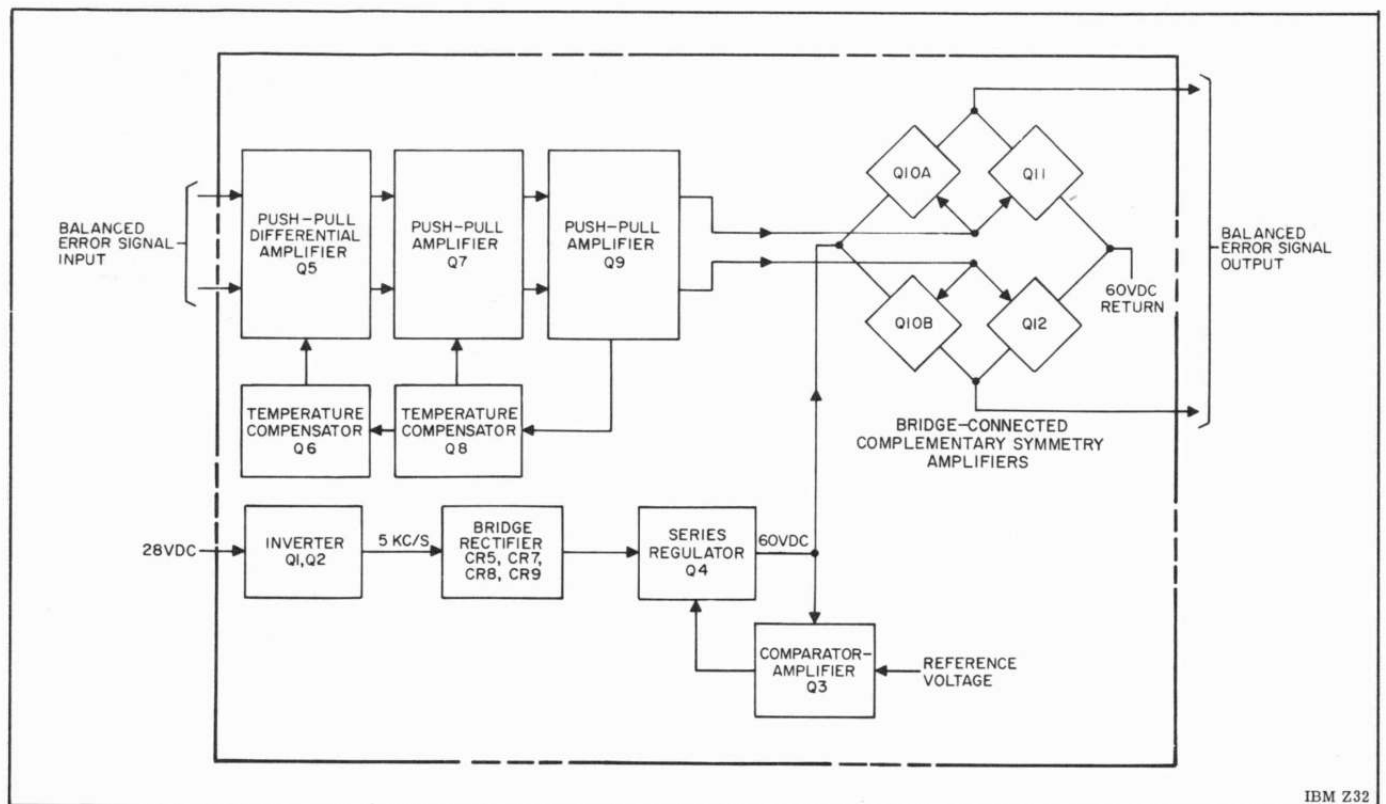 BALANCED
ERROR SIGNAL
INPUT
PUSH-PULL
DIFFERENTIAL
AMPLIFIER
Q5
PUSH-PULL
AMPLIFIER
Q7
PUSH-PULL
AMPLIFIER
Q9
Q10A
Q11
Q10B
Q12
60VDC
RETURN
BALANCED
ERROR SIGNAL
OUTPUT
TEMPERATURE
COMPENSATOR
Q6
TEMPERATURE
COMPENSATOR
Q8
BRIDGE-CONNECTED
COMPLEMENTARY SYMMETRY
AMPLIFIERS
28VDC
INVERTER
Q1,Q2
5 KC/S
BRIDGE
RECTIFIER
CR5, CR7,
CR8, CR9
SERIES
REGULATOR
Q4
60VDC
COMPARATOR-
AMPLIFIER
Q3
REFERENCE
VOLTAGE
IBM Z32